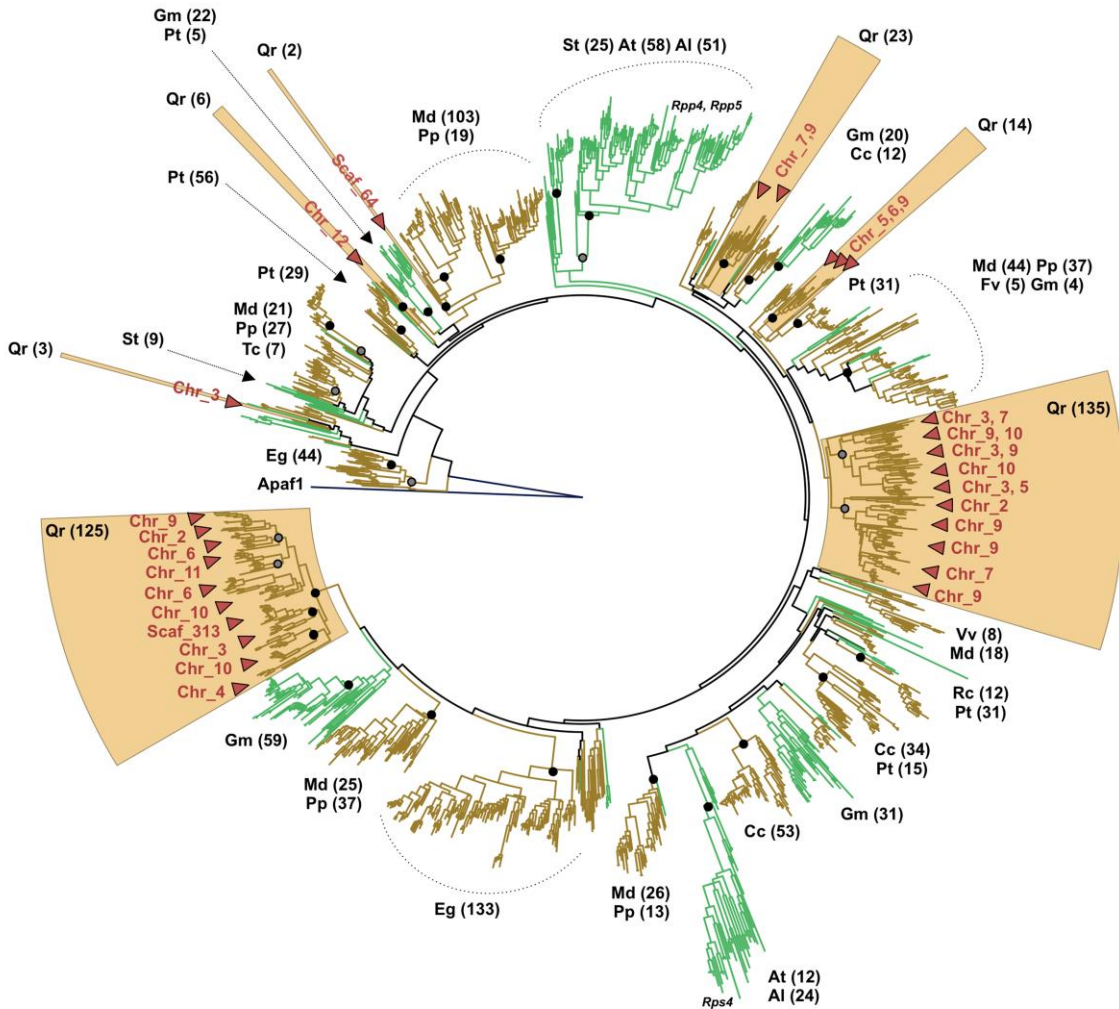 Gm (22)
Pt (5)
Qr (2)
Qr (6)
Pt (56)
Md (103)
Pp (19)
St (25) At (58) Al (51)
Rpp4, Rpp5
Qr (23)
Gm (20)
Cc (12)
Qr (14)
Scaf_64
Chr_12
Chr_7,9
Chr_5,6,9
Pt (29)
Md (21)
Pp (27)
Tc (7)
Pt (31)
Md (44) Pp (37)
Fv (5) Gm (4)
Qr (3)
St (9)
Chr_3
Eg (44)
Apaf1
Qr (135)
Chr_3, 7
Chr_9, 10
Chr_3, 9
Chr_10
Chr_3, 5
Chr_2
Chr_9
Chr_9
Chr_7
Chr_9
Qr (125)
Chr_9
Chr_2
Chr_6
Chr_11
Chr_6
Chr_10
Scaf_313
Chr_3
Chr_10
Chr_4
Vv (8)
Md (18)
Rc (12)
Pt (31)
Cc (34)
Pt (15)
Gm (59)
Md (25)
Pp (37)
Eg (133)
Md (26)
Pp (13)
Cc (53)
Gm (31)
At (12)
Al (24)
Rps4